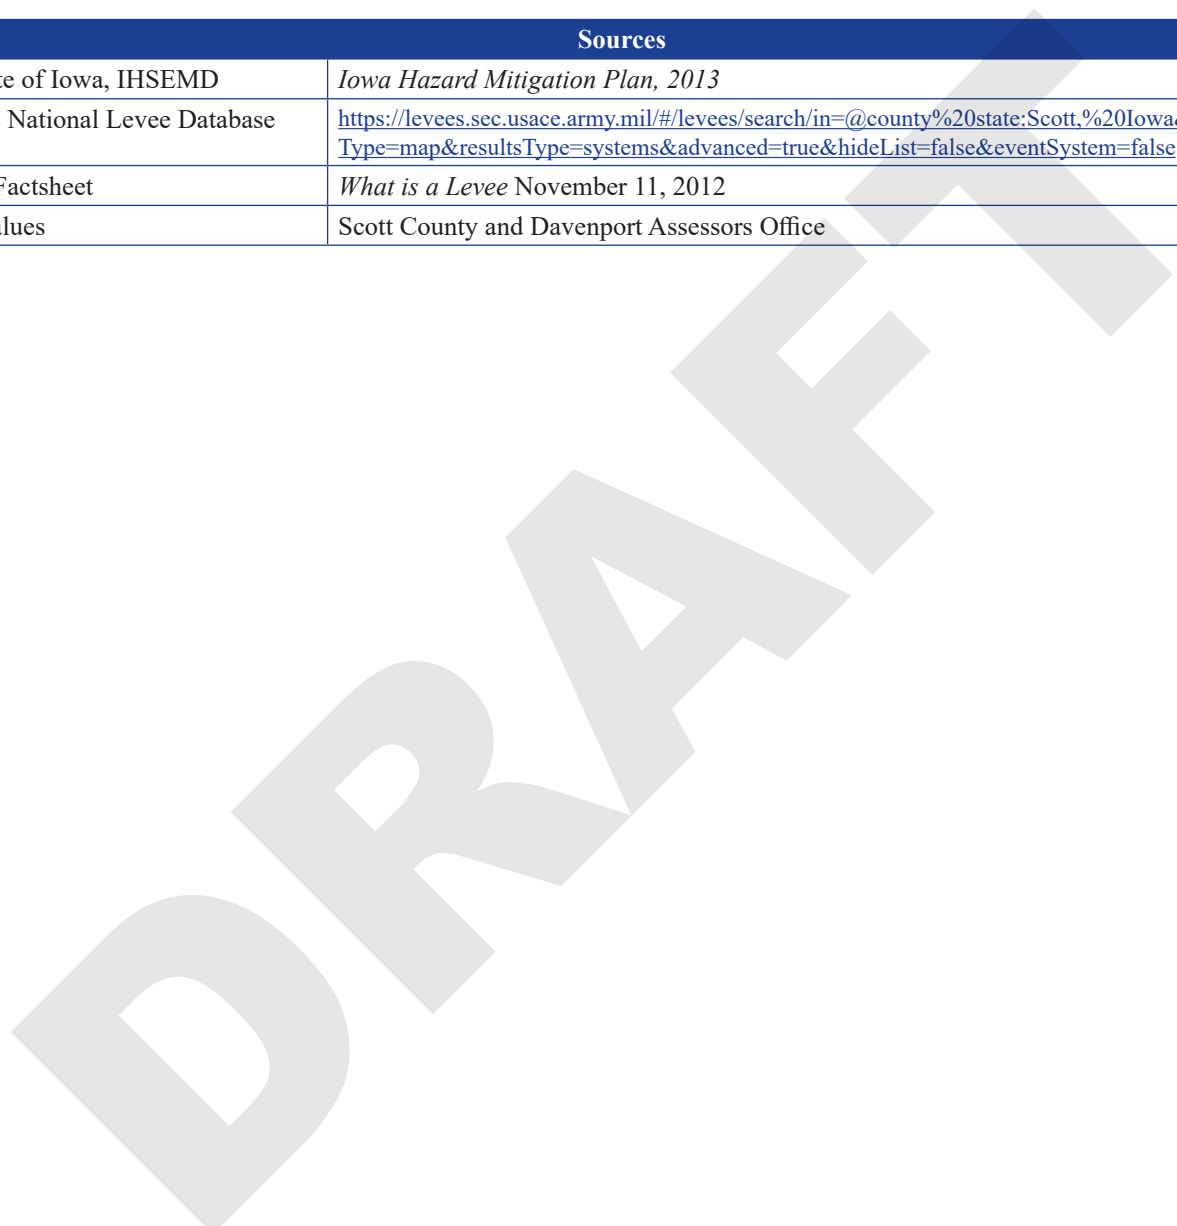 Sources
te of Iowa, IHSEMD Iowa Hazard Mitigation Plan, 2013
National Levee Database https://levees.sec.usace.army.mil/#/levees/search/in=@county%20state:Scott,%20Iowa&
Type=map&resultsType=systems&advanced=true&hideList=false&eventSystem=false
Factsheet What is a Levee November 11, 2012
lues Scott County and Davenport Assessors Office
DRAFT